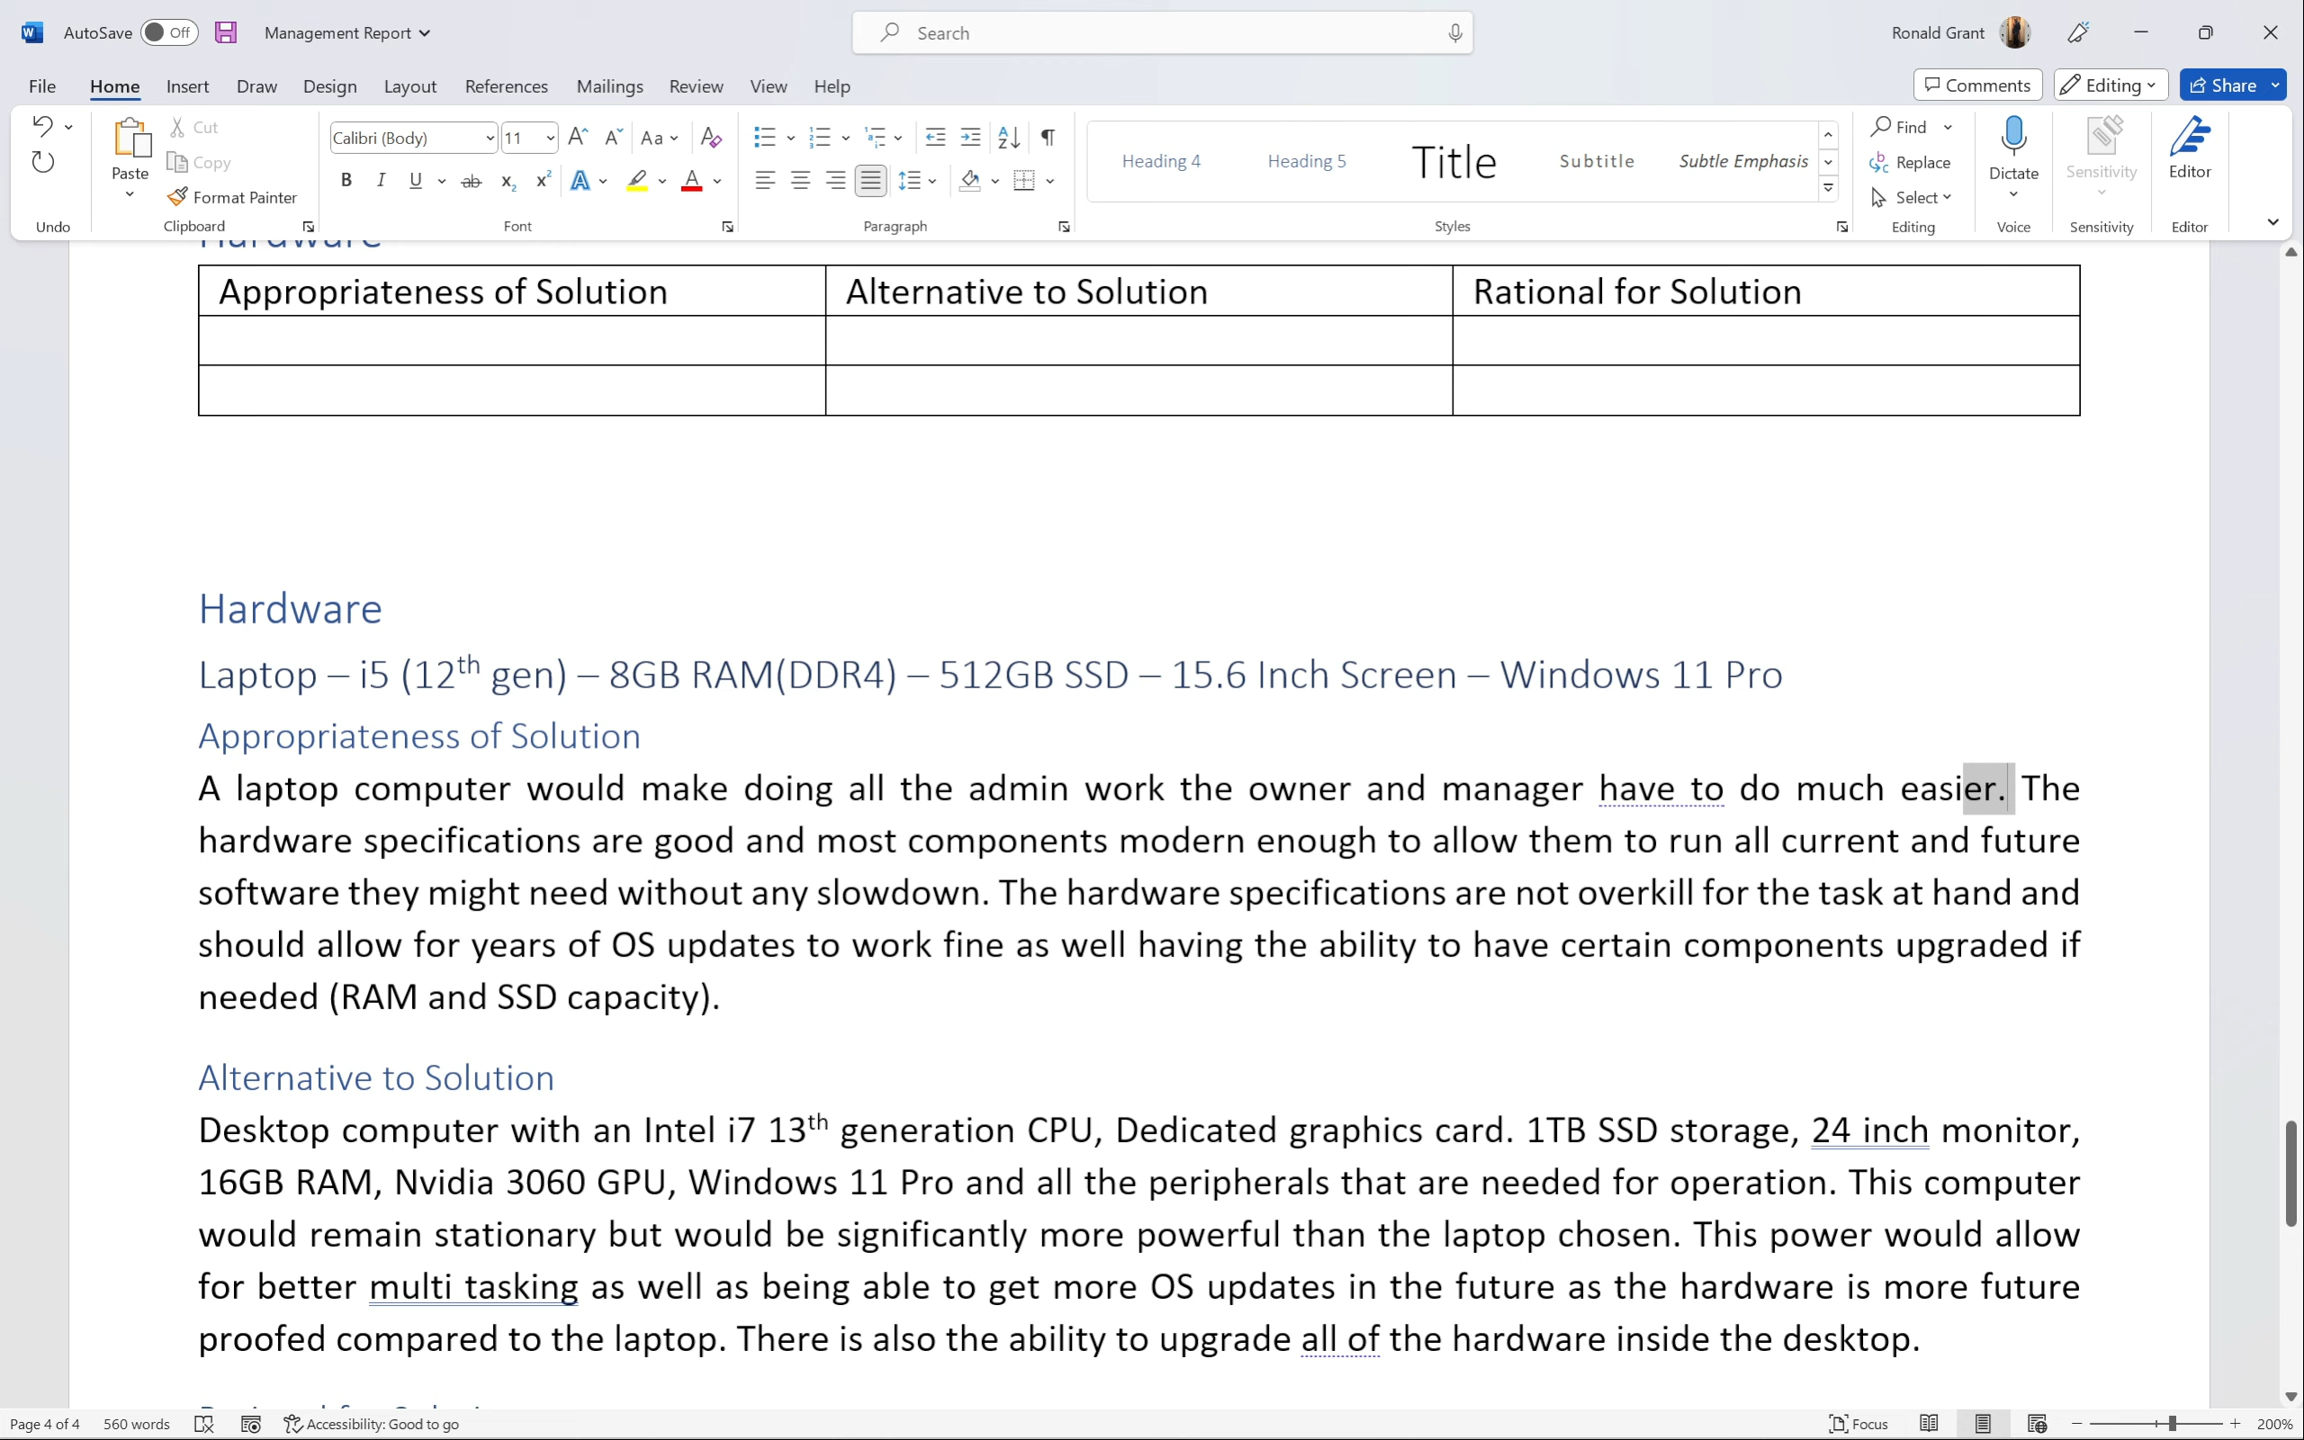 AutoSave Off Management Report Search Ronald Grant
File Home Insert Draw Design Layout References Mailings Review View Help Comments Editing Share
Paste Cut Copy Format Painter
Calibri (Body) 11 Aa
Heading 4 Heading 5 Title Subtitle Subtle Emphasis
Find Replace Select Dictate Sensitivity Editor
Undo Clipboard Font Paragraph Styles Editing Voice Sensitivity Editor
Hardware
Appropriateness of Solution Alternative to Solution Rational for Solution
Hardware
Laptop – i5 (12th gen) – 8GB RAM(DDR4) – 512GB SSD – 15.6 Inch Screen – Windows 11 Pro
Appropriateness of Solution
A laptop computer would make doing all the admin work the owner and manager have to do much easier. The
hardware specifications are good and most components modern enough to allow them to run all current and future
software they might need without any slowdown. The hardware specifications are not overkill for the task at hand and
should allow for years of OS updates to work fine as well having the ability to have certain components upgraded if
needed (RAM and SSD capacity).
Alternative to Solution
Desktop computer with an Intel i7 13th generation CPU, Dedicated graphics card. 1TB SSD storage, 24 inch monitor,
16GB RAM, Nvidia 3060 GPU, Windows 11 Pro and all the peripherals that are needed for operation. This computer
would remain stationary but would be significantly more powerful than the laptop chosen. This power would allow
for better multi tasking as well as being able to get more OS updates in the future as the hardware is more future
proofed compared to the laptop. There is also the ability to upgrade all of the hardware inside the desktop.
Page 4 of 4 560 words Accessibility: Good to go Focus 200%